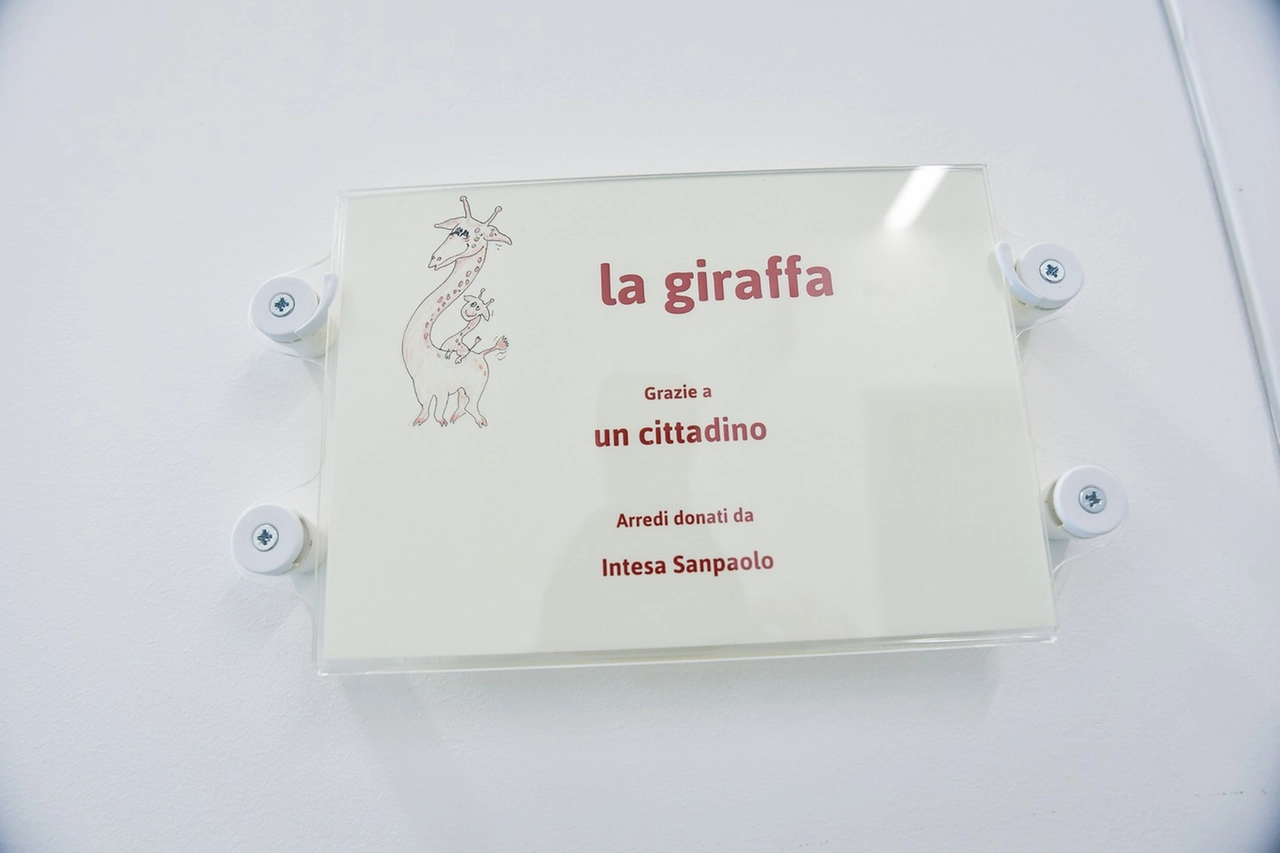 la giraffa
Grazie a
un cittadino
Arredi donati da
Intesa Sanpaolo